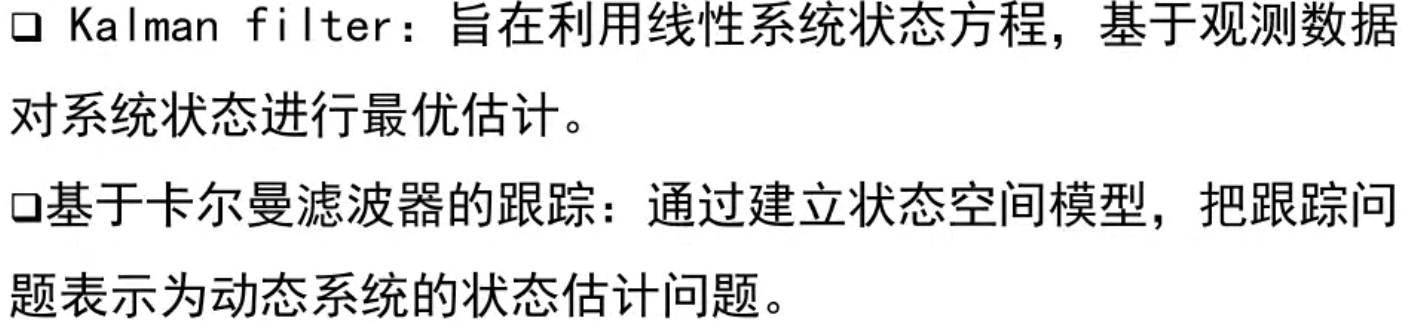 ❑ Kalman filter：旨在利用线性系统状态方程，基于观测数据
对系统状态进行最优估计。
❑基于卡尔曼滤波器的跟踪：通过建立状态空间模型，把跟踪问
题表示为动态系统的状态估计问题。